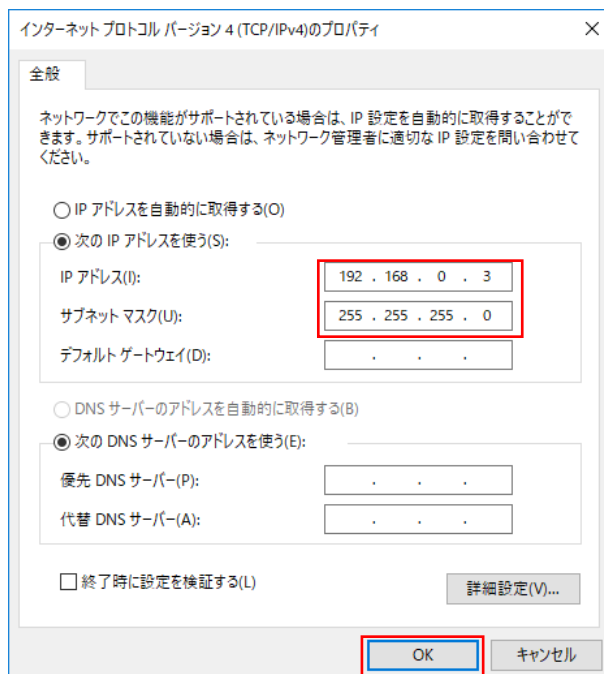 インターネット プロトコル バージョン 4 (TCP/IPv4)のプロパティ
全般
ネットワークでこの機能がサポートされている場合は、IP 設定を自動的に取得することがで
きます。サポートされていない場合は、ネットワーク管理者に適切な IP 設定を問い合わせて
ください。
IP アドレスを自動的に取得する(O)
次の IP アドレスを使う(S):
IP アドレス(I): 192 . 168 . 0 . 3
サブネット マスク(U): 255 . 255 . 255 . 0
デフォルト ゲートウェイ(D): . . .
DNS サーバーのアドレスを自動的に取得する(B)
次の DNS サーバーのアドレスを使う(E):
優先 DNS サーバー(P): . . .
代替 DNS サーバー(A): . . .
終了時に設定を検証する(L)
詳細設定(V)...
OK キャンセル